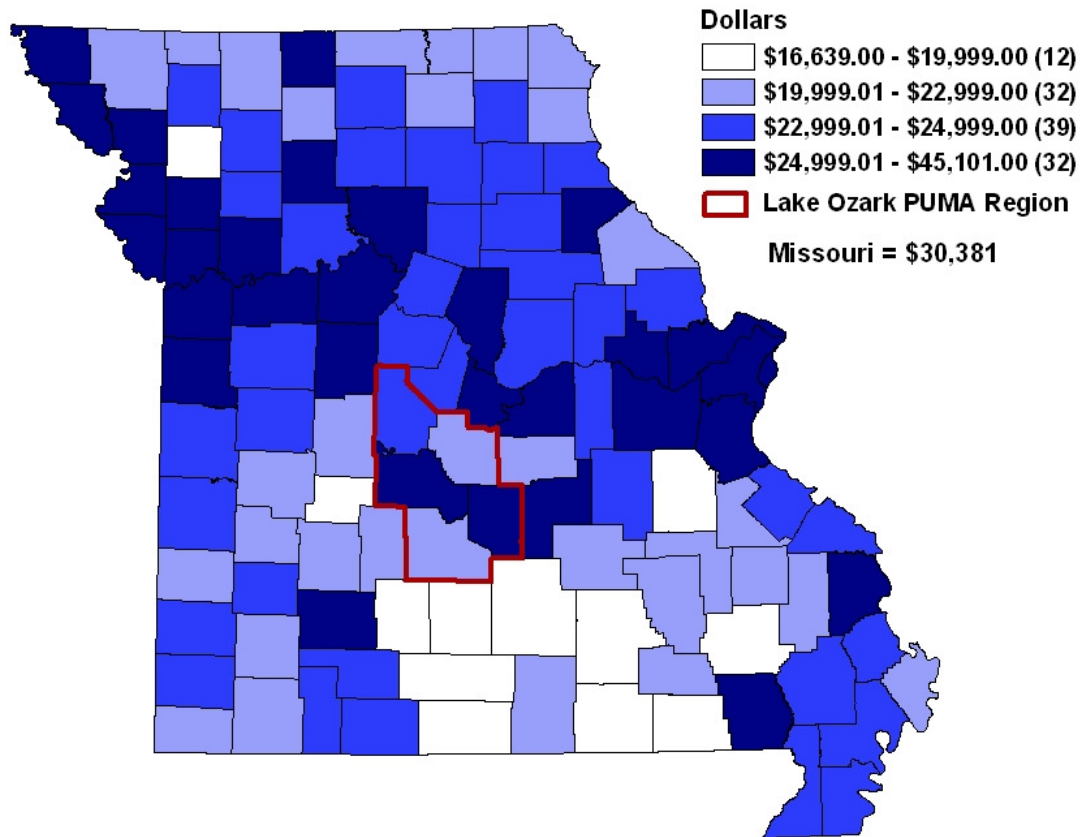 Dollars
$16,639.00 - $19,999.00 (12)
$19,999.01 - $22,999.00 (32)
$22,999.01 - $24,999.00 (39)
$24,999.01 - $45,101.00 (32)
Lake Ozark PUMA Region
Missouri = $30,381